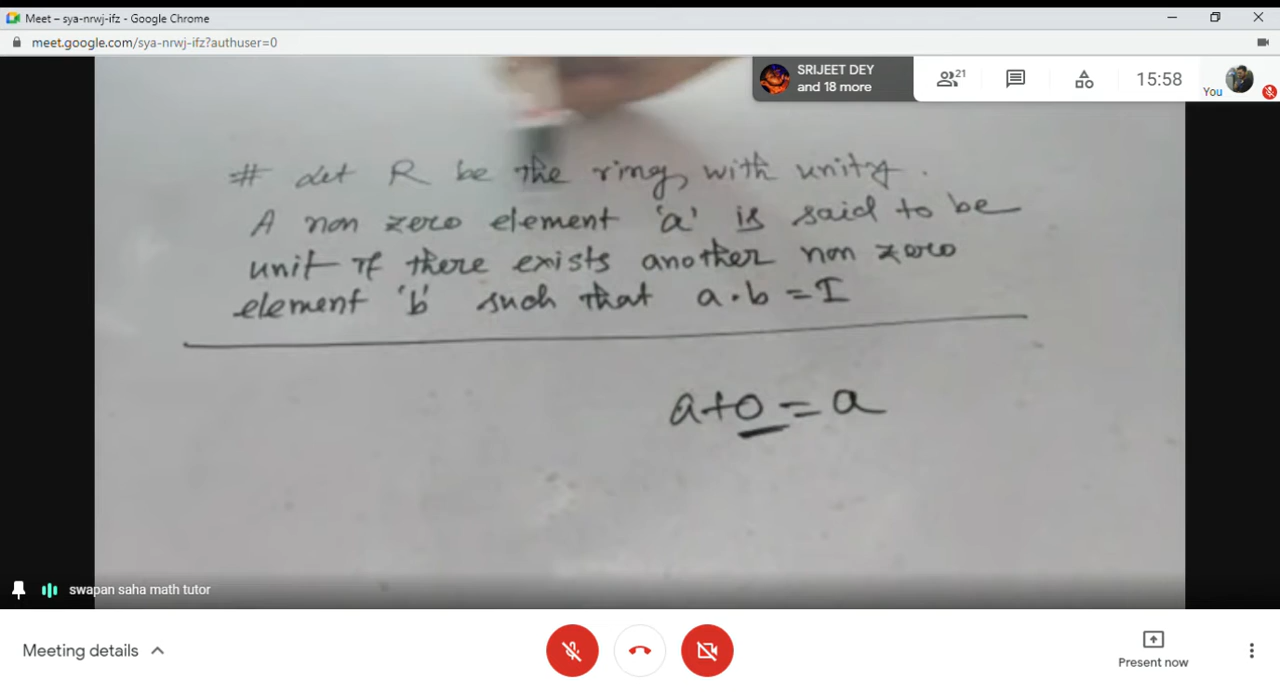 Meet – sya-nrwj-ifz - Google Chrome
meet.google.com/sya-nrwj-ifz?authuser=0
SRIJEET DEY
and 18 more
21
15:58
You
# Let R be the ring, with unity.
A non zero element 'a' is said to be
unit if there exists another non zero
element 'b' such that a·b = I
a+0 = a
swapan saha math tutor
Meeting details
Present now